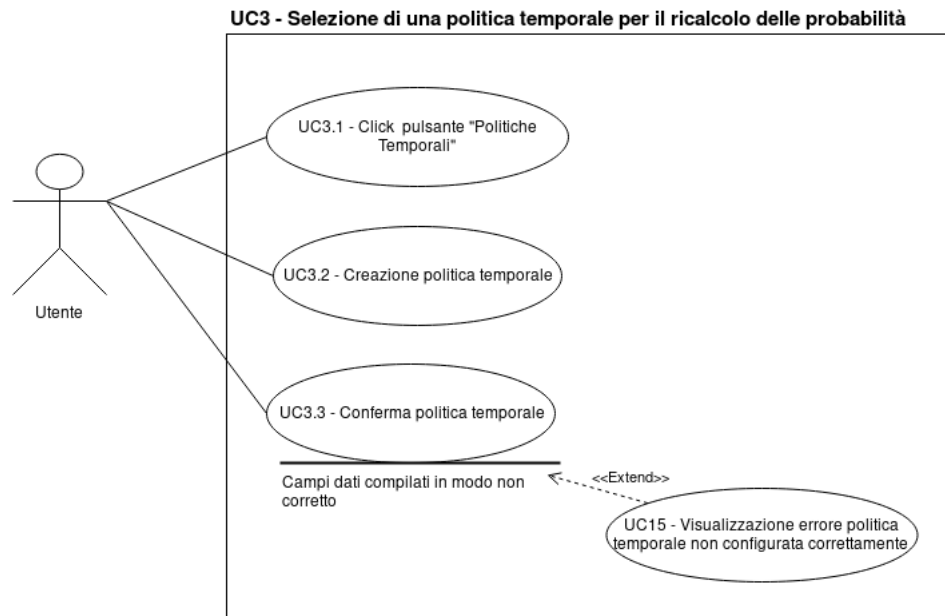 UC3 - Selezione di una politica temporale per il ricalcolo delle probabilità
UC3.1 - Click pulsante "Politiche
Temporali"
UC3.2 - Creazione politica temporale
Utente
UC3.3 - Conferma politica temporale
Campi dati compilati in modo non
corretto
<<Extend>>
UC15 - Visualizzazione errore politica
temporale non configurata correttamente